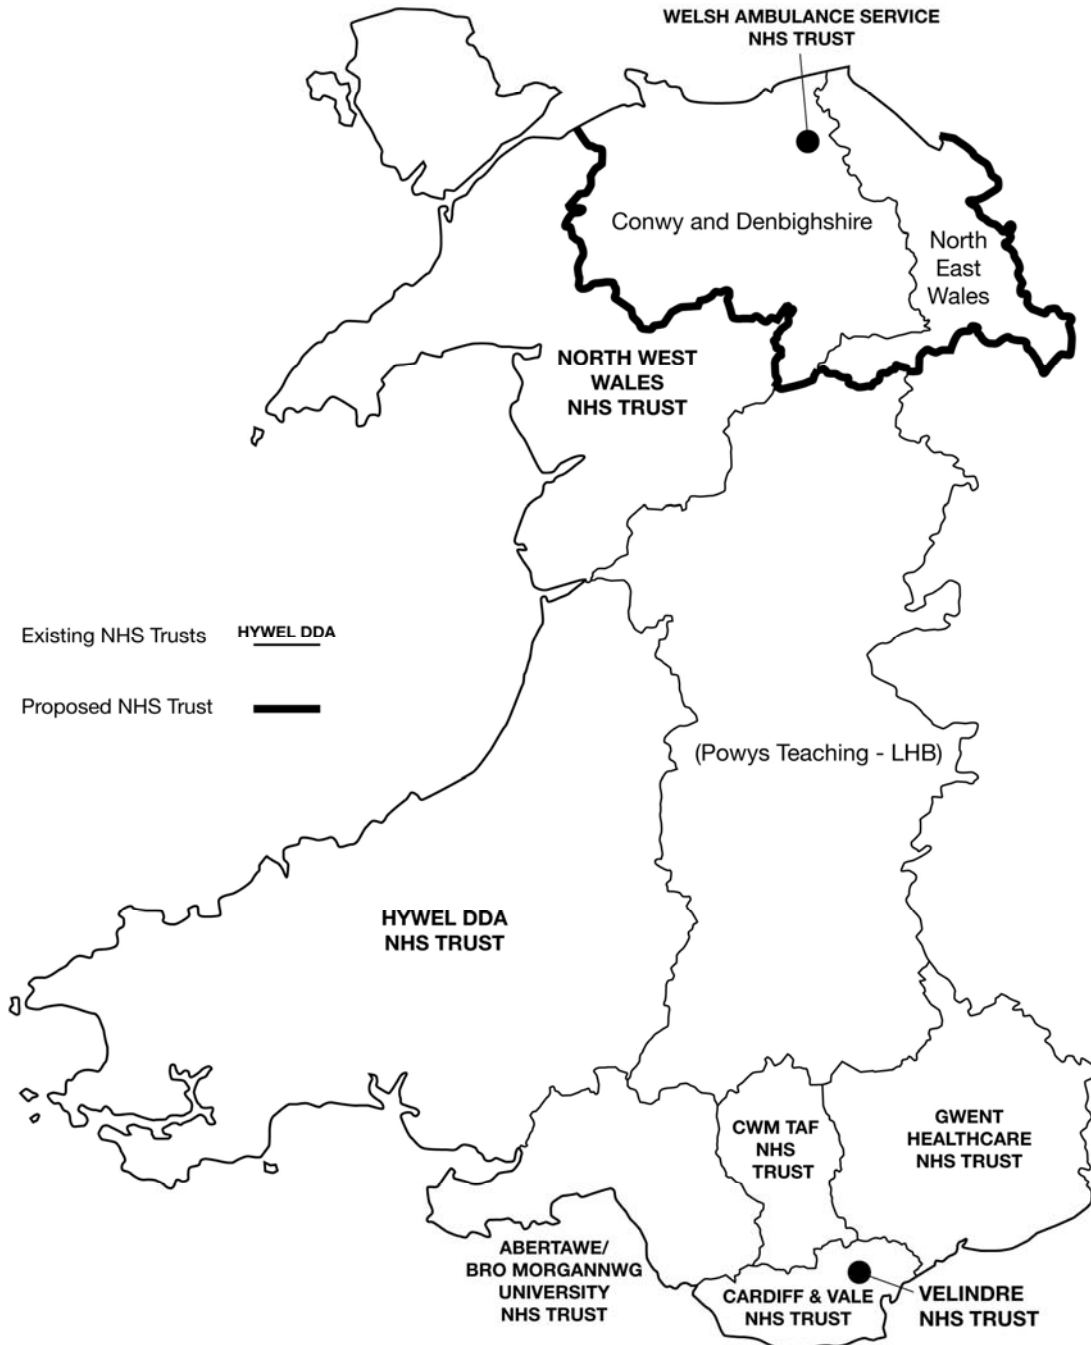 WELSH AMBULANCE SERVICE
NHS TRUST
Conwy and Denbighshire
North
East
Wales
NORTH WEST
WALES
NHS TRUST
Existing NHS Trusts HYWEL DDA
Proposed NHS Trust
(Powys Teaching - LHB)
HYWEL DDA
NHS TRUST
CWM TAF
NHS
TRUST
GWENT
HEALTHCARE
NHS TRUST
ABERTAWE/
BRO MORGANNWG
UNIVERSITY
NHS TRUST
CARDIFF & VALE
NHS TRUST
VELINDRE
NHS TRUST